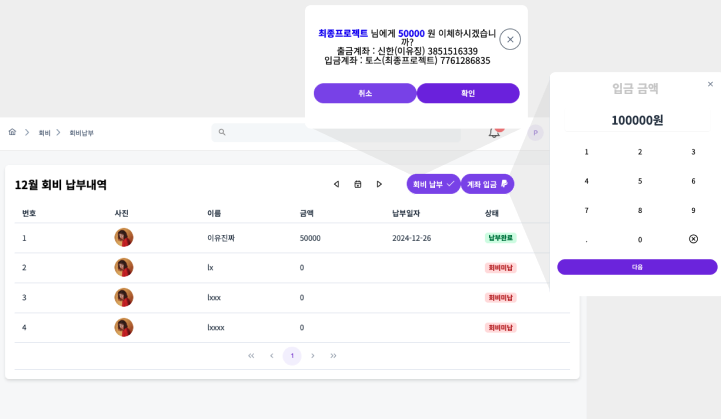 최종프로젝트 님에게 50000 원 이체하시겠습니
까?
출금계좌 : 신한(이유징) 3851516339
입금계좌 : 토스(최종프로젝트) 7761286835
취소 확인
입금 금액
100000원
1 2 3
4 5 6
7 8 9
. 0
다음
회비 회비납부
P
12월 회비 납부내역
회비 납부 계좌 입금
번호 사진 이름 금액 납부일자 상태
1 이유진짜 50000 2024-12-26 납부완료
2 lx 0 회비미납
3 lxxx 0 회비미납
4 lxxxx 0 회비미납
1